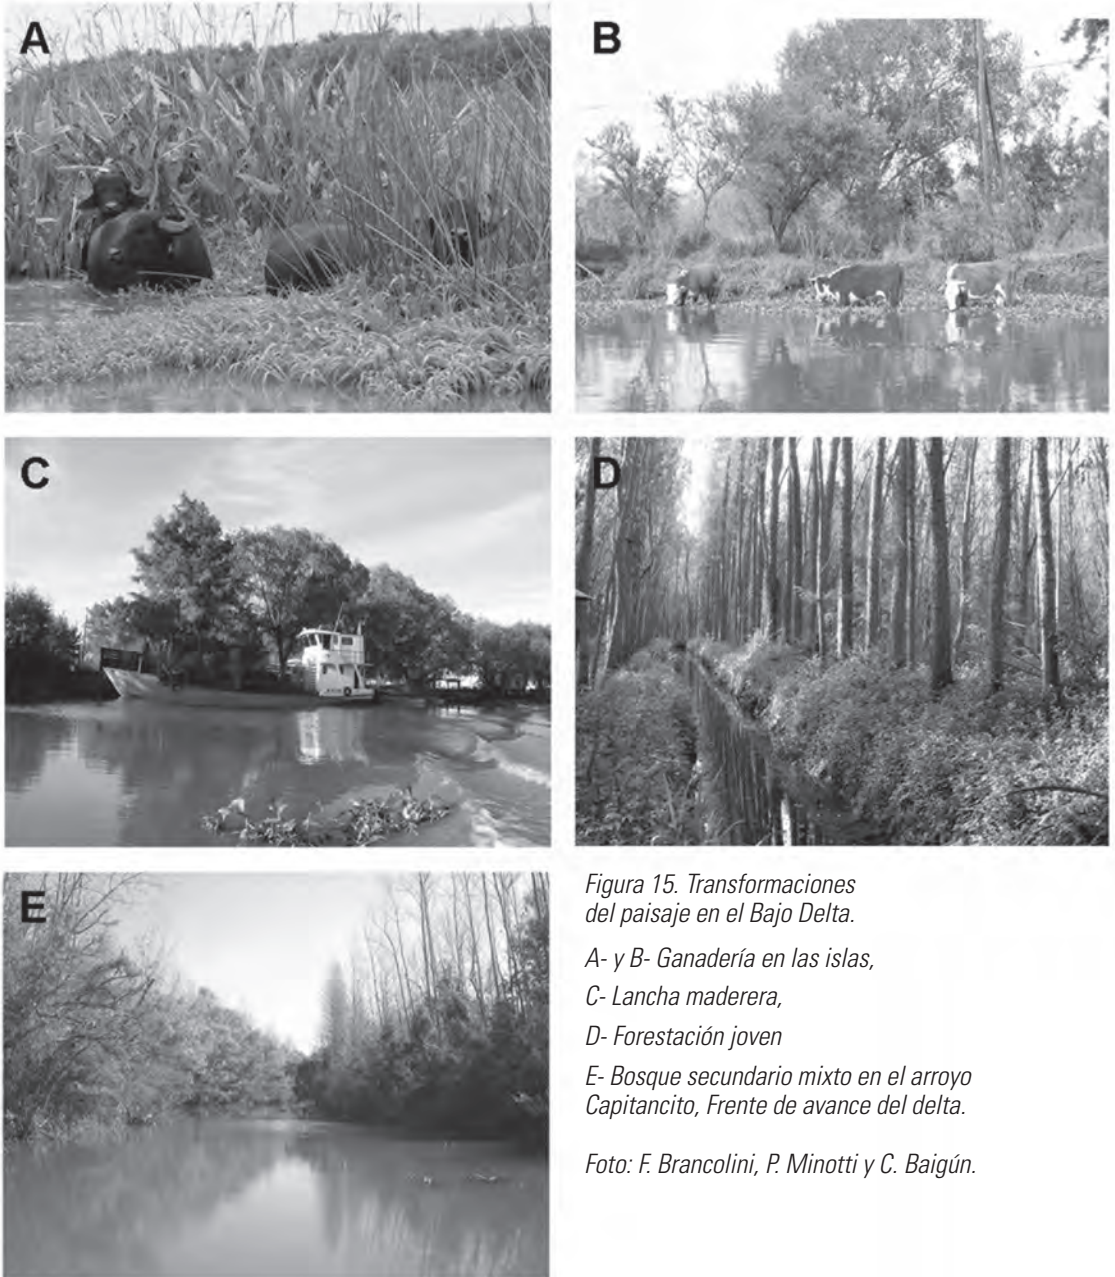 A
B
C
D
E
Figura 15. Transformaciones
del paisaje en el Bajo Delta.
A- y B- Ganadería en las islas,
C- Lancha maderera,
D- Forestación joven
E- Bosque secundario mixto en el arroyo
Capitancito, Frente de avance del delta.
Foto: F. Brancolini, P. Minotti y C. Baigún.